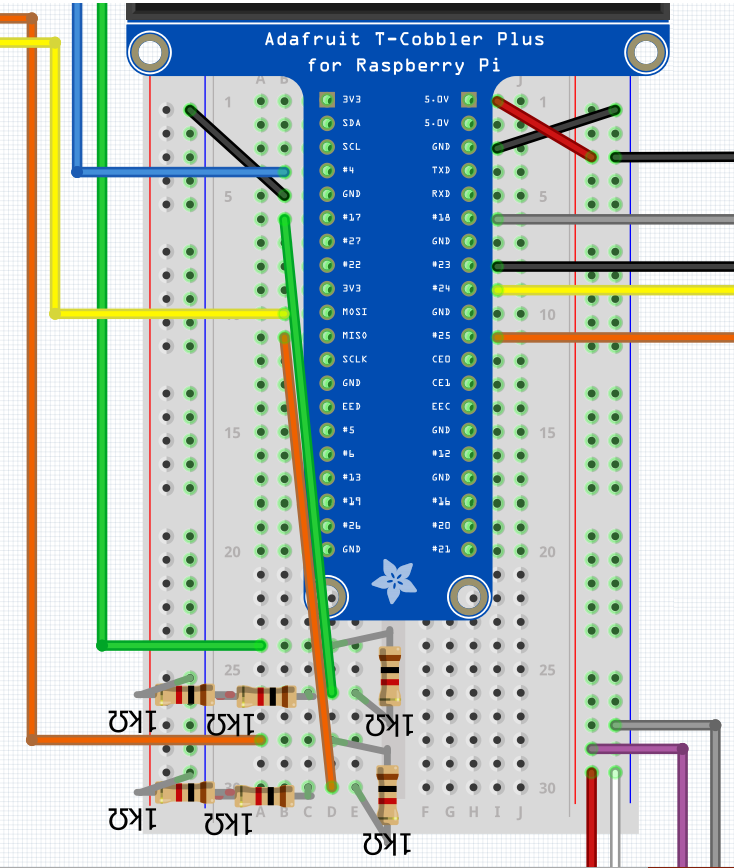 Adafruit T-Cobbler Plus
for Raspberry Pi
A B J
1 3V3 5.0V 1
SDA 5.0V
SCL GND
#4 TXD
5 GND RXD 5
#17 #18
#27 GND
#22 #23
3V3 #24
10 MOSI GND 10
MISO #25
SCLK CE0
GND CE1
EED EEC
15 #5 GND 15
#6 #12
#13 GND
#19 #16
#26 #20
20 GND #21 20
25 25
1kΩ 1kΩ 1kΩ
30 30
A B C D E F G H I J
1kΩ 1kΩ 1kΩ